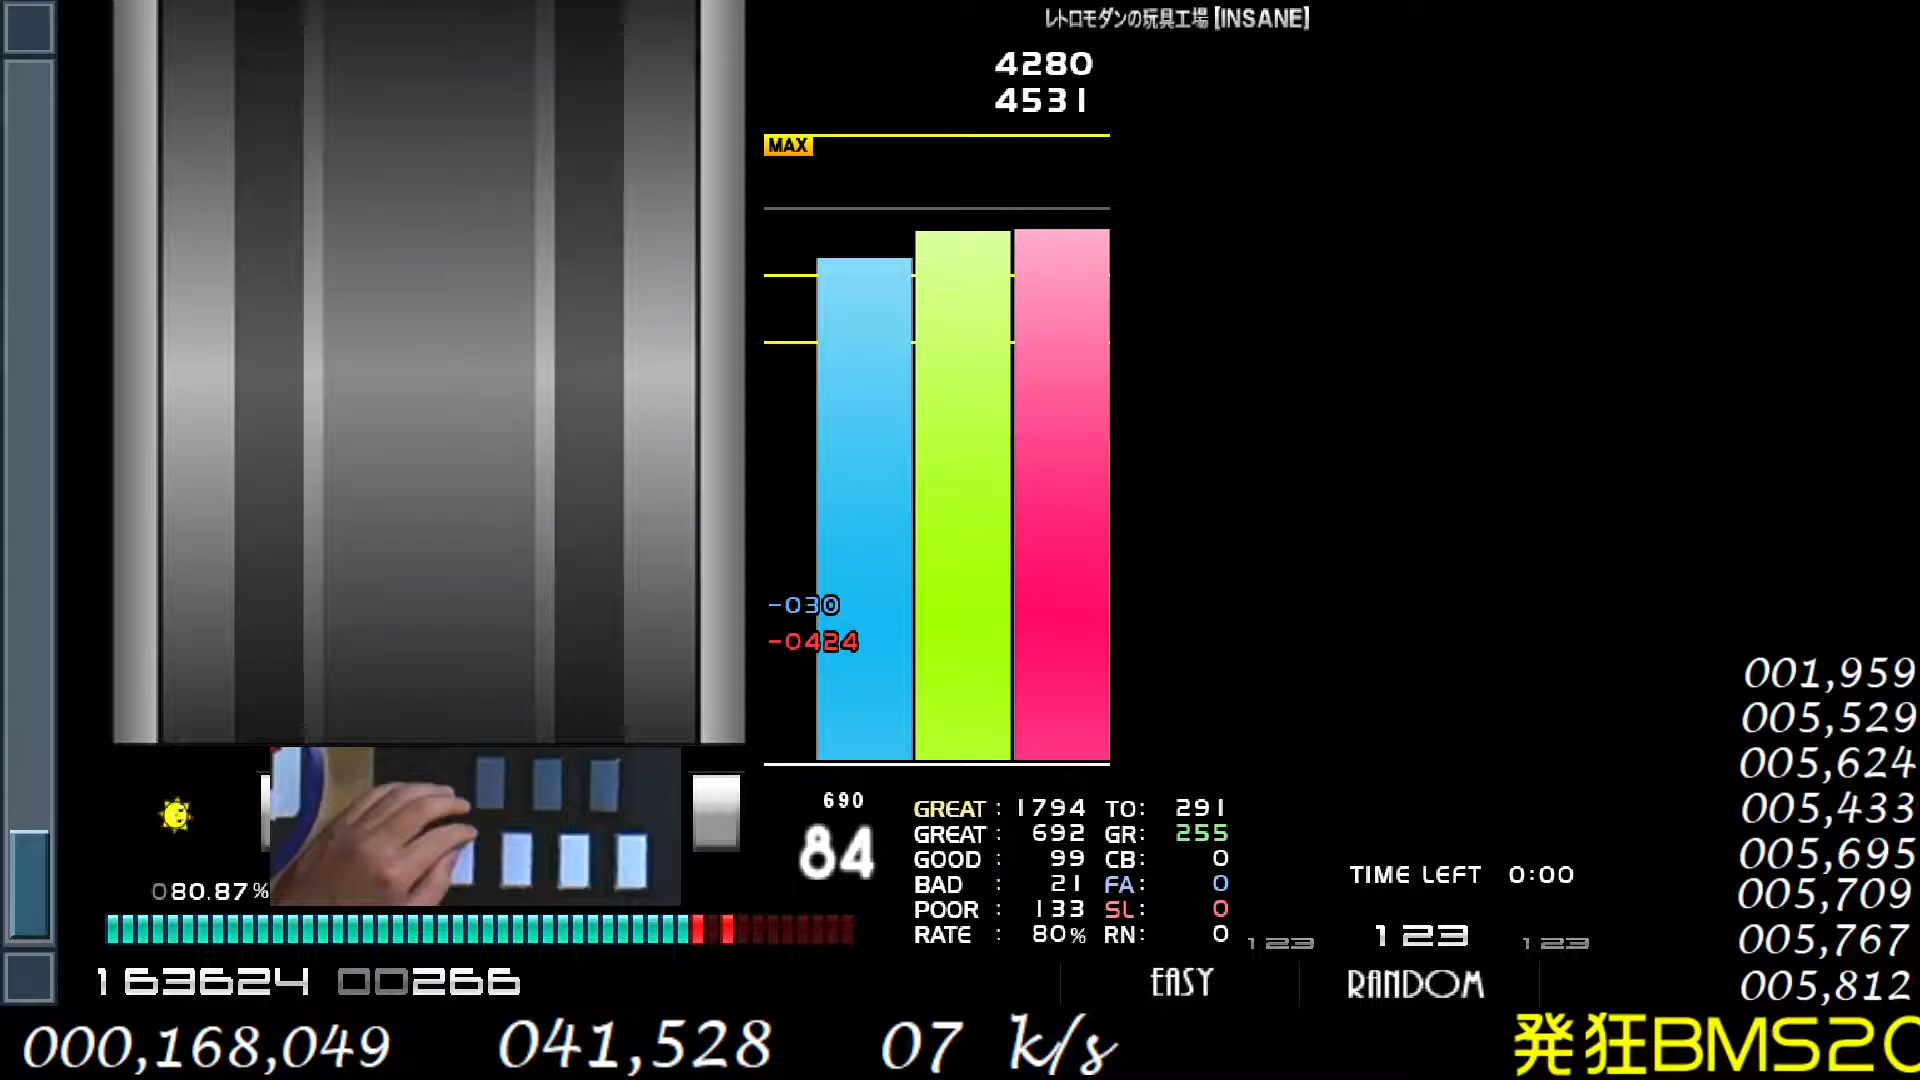 レトロモダンの玩具工場 [INSANE]
4280
4531
MAX
-030
-0424
690
84
GREAT : 1794 TO: 291
GREAT : 692 GR: 255
GOOD : 99 CB: 0
BAD : 21 FA: 0
POOR : 133 SL: 0
RATE : 80% RN: 0
080.87%
TIME LEFT 0:00
123 123 123
163624 00266
EASY RANDOM
001,959
005,529
005,624
005,433
005,695
005,709
005,767
005,812
000,168,049 041,528 07 k/s
発狂BMS20